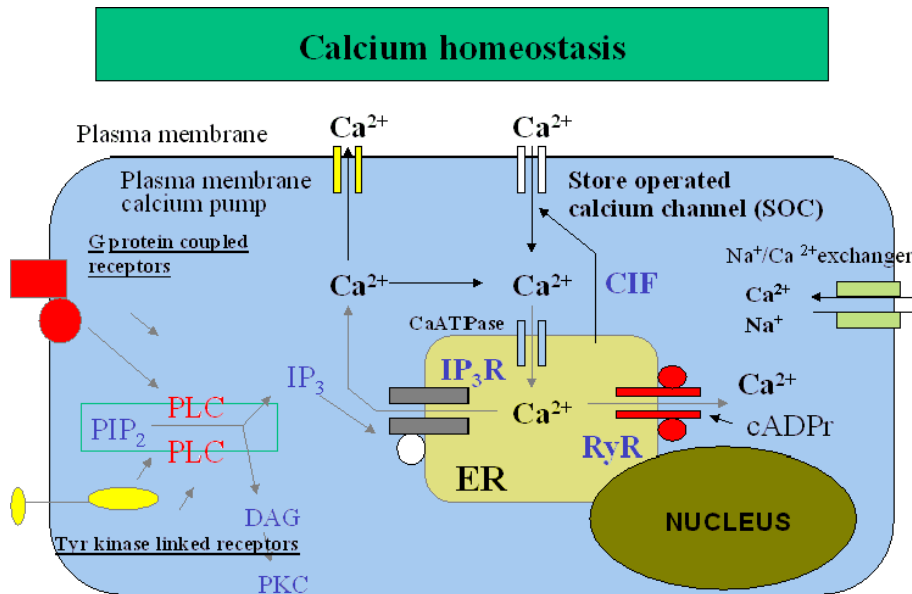 Calcium homeostasis
Plasma membrane
Ca²⁺
Ca²⁺
Plasma membrane
calcium pump
Store operated
calcium channel (SOC)
G protein coupled
receptors
Na⁺/Ca ²⁺exchanger
Ca²⁺
Ca²⁺
CIF
Ca²⁺
Na⁺
CaATPase
IP₃
IP₃R
Ca²⁺
Ca²⁺
PLC
PIP₂
PLC
cADPr
RyR
ER
NUCLEUS
DAG
Tyr kinase linked receptors
PKC